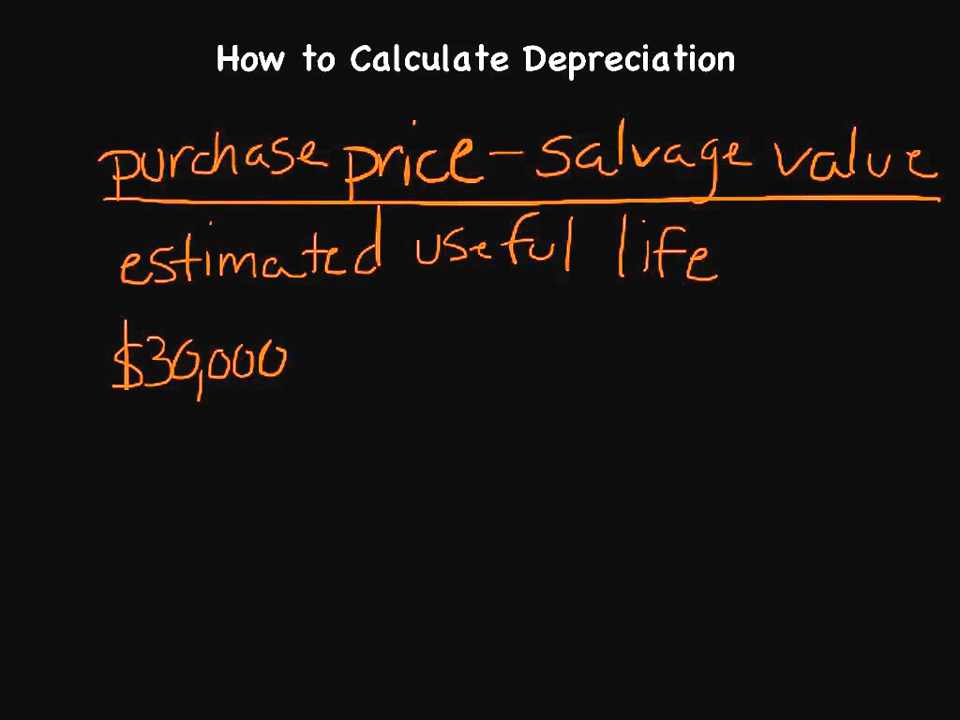 How to Calculate Depreciation
purchase price - salvage value
estimated useful life
$30,000